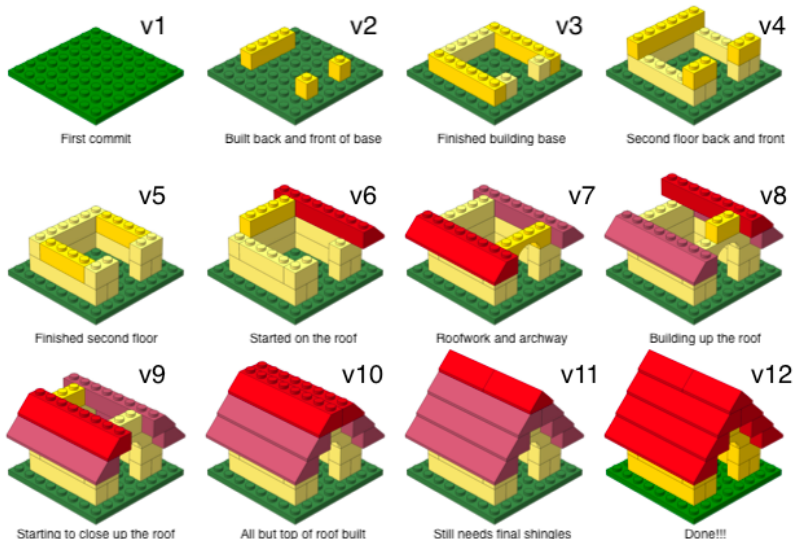 v1
v2
v3
v4
First commit
Built back and front of base
Finished building base
Second floor back and front
v5
v6
v7
v8
Finished second floor
Started on the roof
Roofwork and archway
Building up the roof
v9
v10
v11
v12
Starting to close up the roof
All but top of roof built
Still needs final shingles
Done!!!